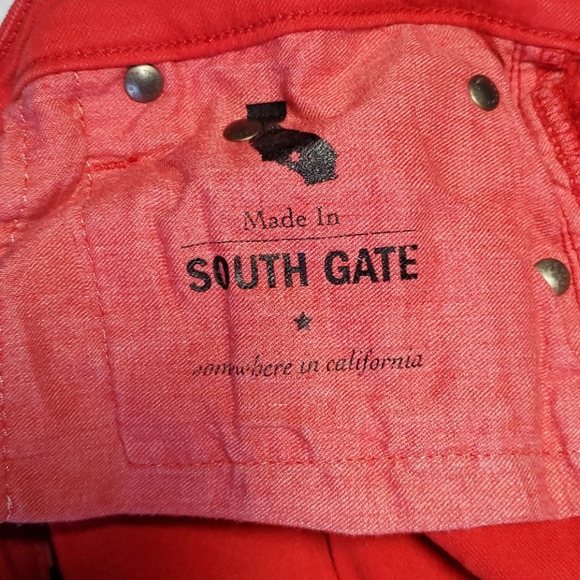 Made In
SOUTH GATE
somewhere in california